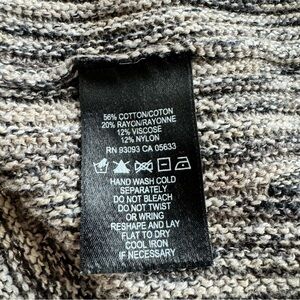 56% COTTON/COTON
20% RAYON/RAYONNE
12% VISCOSE
12% NYLON
RN 93093 CA 05633
HAND WASH COLD
SEPARATELY
DO NOT BLEACH
DO NOT TWIST
OR WRING
RESHAPE AND LAY
FLAT TO DRY
COOL IRON
IF NECESSARY